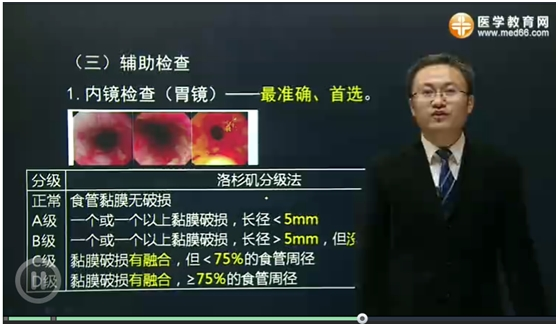 医学教育网
www.med66.com
（三）辅助检查
1. 内镜检查（胃镜）——最准确、首选。
分级 洛杉矶分级法
正常 食管黏膜无破损
A级 一个或一个以上黏膜破损，长径＜5mm
B级 一个或一个以上黏膜破损，长径＞5mm，但没
C级 黏膜破损有融合，但＜75%的食管周径
D级 黏膜破损有融合，≥75%的食管周径